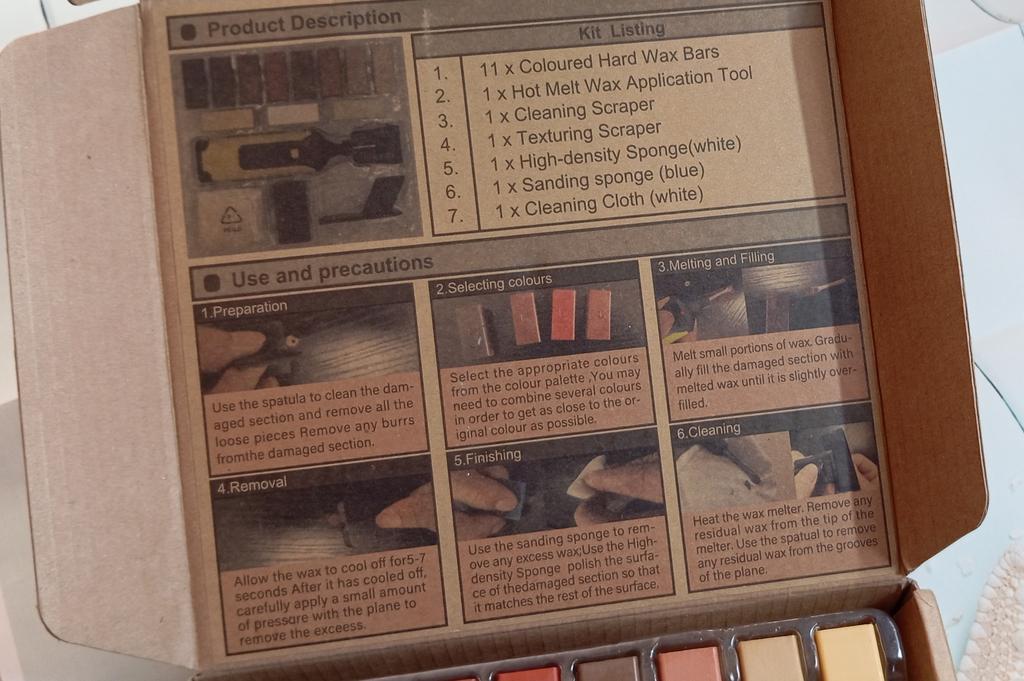 Product Description
Kit Listing
1. 11 x Coloured Hard Wax Bars
2. 1 x Hot Melt Wax Application Tool
3. 1 x Cleaning Scraper
4. 1 x Texturing Scraper
5. 1 x High-density Sponge(white)
6. 1 x Sanding sponge (blue)
7. 1 x Cleaning Cloth (white)
Use and precautions
1.Preparation
Use the spatula to clean the dam-
aged section and remove all the
loose pieces Remove any burrs
fromthe damaged section.
2.Selecting colours
Select the appropriate colours
from the colour palette ,You may
need to combine several colours
in order to get as close to the or-
iginal colour as possible.
3.Melting and Filling
Melt small portions of wax. Gradu-
ally fill the damaged section with
melted wax until it is slightly over-
filled.
4.Removal
Allow the wax to cool off for5-7
seconds After it has cooled off,
carefully apply a small amount
of pressure with the plane to
remove the exceess.
5.Finishing
Use the sanding sponge to rem-
ove any excess wax;Use the High-
density Sponge polish the surfa-
ce of thedamaged section so that
it matches the rest of the surface.
6.Cleaning
Heat the wax melter. Remove any
residual wax from the tip of the
melter. Use the spatual to remove
any residual wax from the grooves
of the plane.